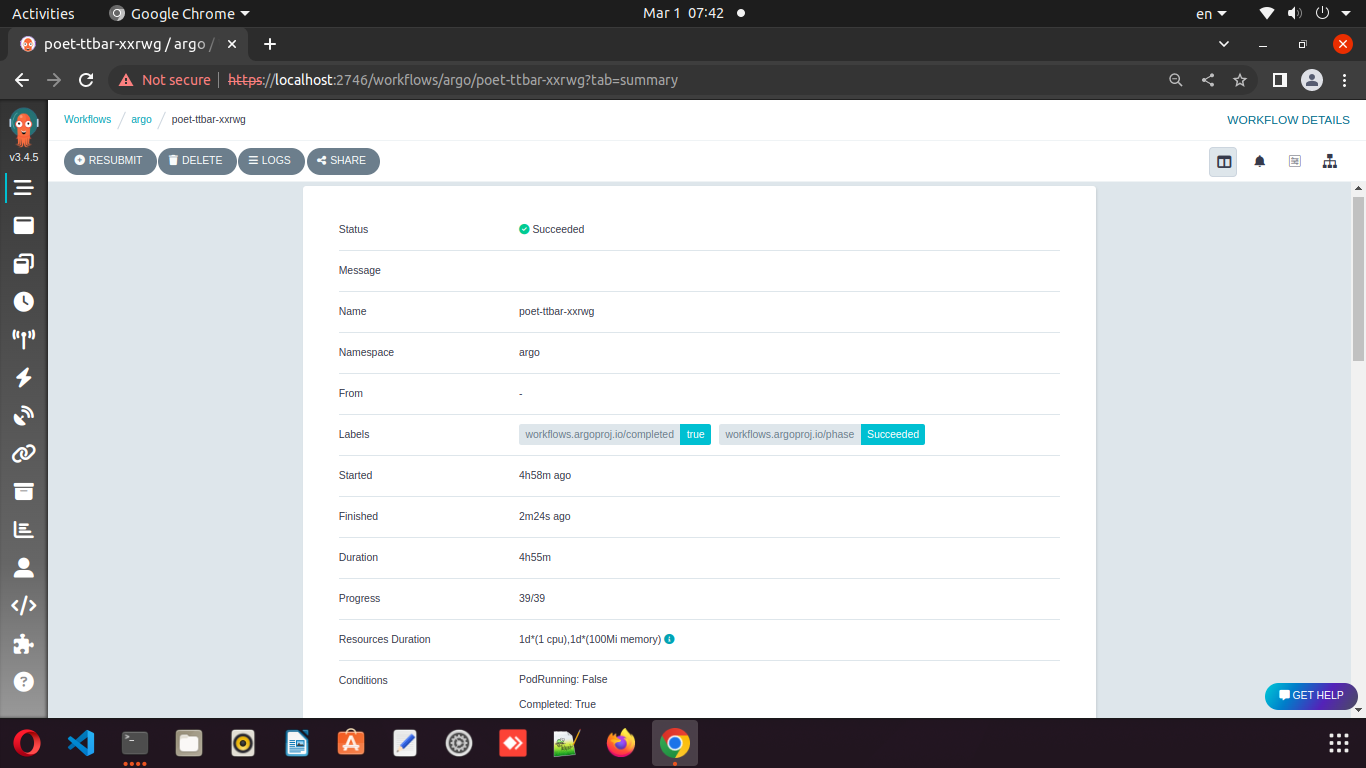 Activities Google Chrome Mar 1 07:42 en
poet-ttbar-xxrwg / argo /
Not secure https://localhost:2746/workflows/argo/poet-ttbar-xxrwg?tab=summary
Workflows argo poet-ttbar-xxrwg WORKFLOW DETAILS
v3.4.5
RESUBMIT DELETE LOGS SHARE
Status Succeeded
Message
Name poet-ttbar-xxrwg
Namespace argo
From -
Labels workflows.argoproj.io/completed true workflows.argoproj.io/phase Succeeded
Started 4h58m ago
Finished 2m24s ago
Duration 4h55m
Progress 39/39
Resources Duration 1d*(1 cpu),1d*(100Mi memory)
Conditions PodRunning: False
Completed: True
GET HELP